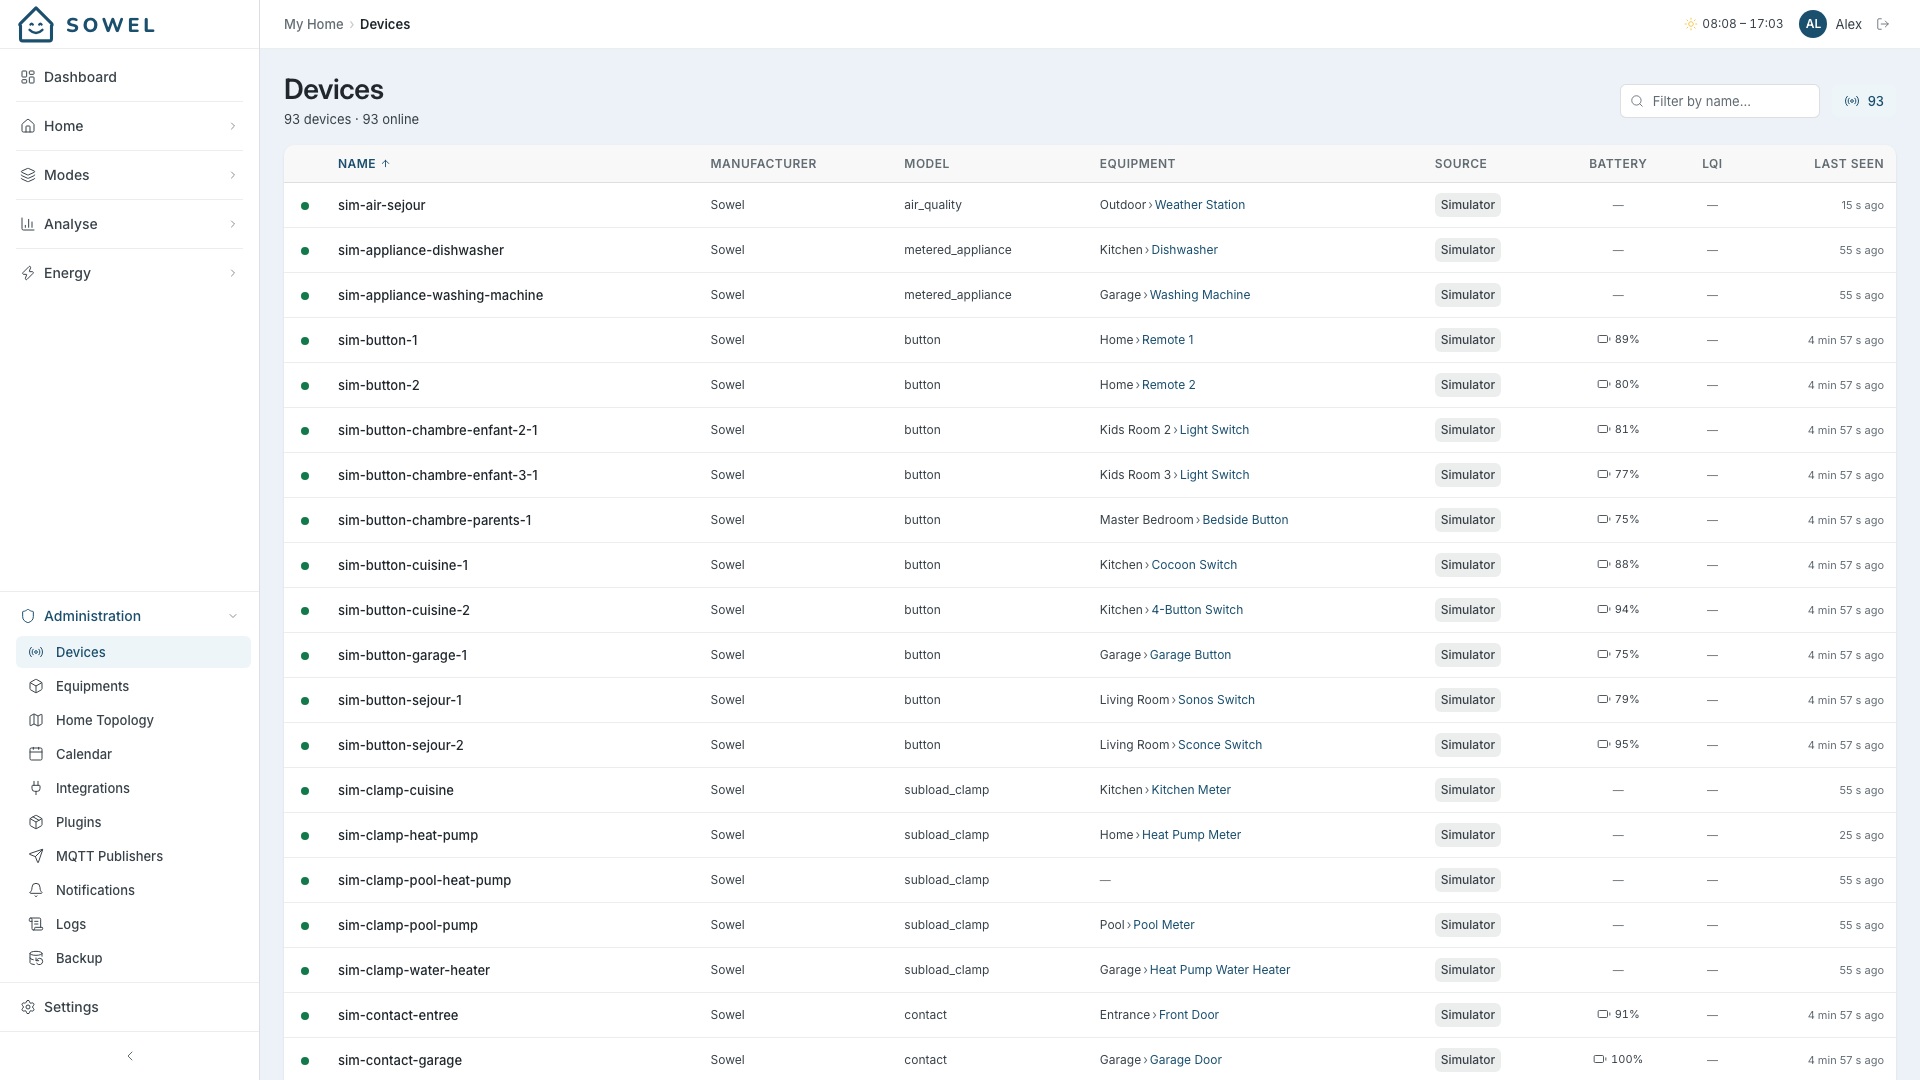 SOWEL
My Home › Devices
08:08 – 17:03
AL
Alex
Dashboard
Home
Modes
Analyse
Energy
Administration
Devices
Equipments
Home Topology
Calendar
Integrations
Plugins
MQTT Publishers
Notifications
Logs
Backup
Settings
Devices
93 devices · 93 online
Filter by name...
93
NAME ↑ MANUFACTURER MODEL EQUIPMENT SOURCE BATTERY LQI LAST SEEN
sim-air-sejour Sowel air_quality Outdoor › Weather Station Simulator — — 15 s ago
sim-appliance-dishwasher Sowel metered_appliance Kitchen › Dishwasher Simulator — — 55 s ago
sim-appliance-washing-machine Sowel metered_appliance Garage › Washing Machine Simulator — — 55 s ago
sim-button-1 Sowel button Home › Remote 1 Simulator 89% — 4 min 57 s ago
sim-button-2 Sowel button Home › Remote 2 Simulator 80% — 4 min 57 s ago
sim-button-chambre-enfant-2-1 Sowel button Kids Room 2 › Light Switch Simulator 81% — 4 min 57 s ago
sim-button-chambre-enfant-3-1 Sowel button Kids Room 3 › Light Switch Simulator 77% — 4 min 57 s ago
sim-button-chambre-parents-1 Sowel button Master Bedroom › Bedside Button Simulator 75% — 4 min 57 s ago
sim-button-cuisine-1 Sowel button Kitchen › Cocoon Switch Simulator 88% — 4 min 57 s ago
sim-button-cuisine-2 Sowel button Kitchen › 4-Button Switch Simulator 94% — 4 min 57 s ago
sim-button-garage-1 Sowel button Garage › Garage Button Simulator 75% — 4 min 57 s ago
sim-button-sejour-1 Sowel button Living Room › Sonos Switch Simulator 79% — 4 min 57 s ago
sim-button-sejour-2 Sowel button Living Room › Sconce Switch Simulator 95% — 4 min 57 s ago
sim-clamp-cuisine Sowel subload_clamp Kitchen › Kitchen Meter Simulator — — 55 s ago
sim-clamp-heat-pump Sowel subload_clamp Home › Heat Pump Meter Simulator — — 25 s ago
sim-clamp-pool-heat-pump Sowel subload_clamp — Simulator — — 55 s ago
sim-clamp-pool-pump Sowel subload_clamp Pool › Pool Meter Simulator — — 55 s ago
sim-clamp-water-heater Sowel subload_clamp Garage › Heat Pump Water Heater Simulator — — 55 s ago
sim-contact-entree Sowel contact Entrance › Front Door Simulator 91% — 4 min 57 s ago
sim-contact-garage Sowel contact Garage › Garage Door Simulator 100% — 4 min 57 s ago